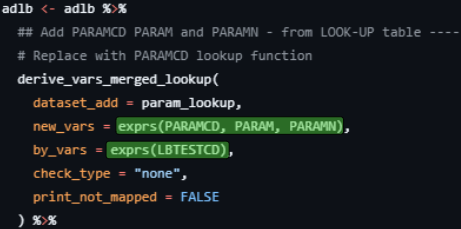 adlb <- adlb %>%
## Add PARAMCD PARAM and PARAMN - from LOOK-UP table ----
# Replace with PARAMCD lookup function
derive_vars_merged_lookup(
dataset_add = param_lookup,
new_vars = exprs(PARAMCD, PARAM, PARAMN),
by_vars = exprs(LBTESTCD),
check_type = "none",
print_not_mapped = FALSE
) %>%